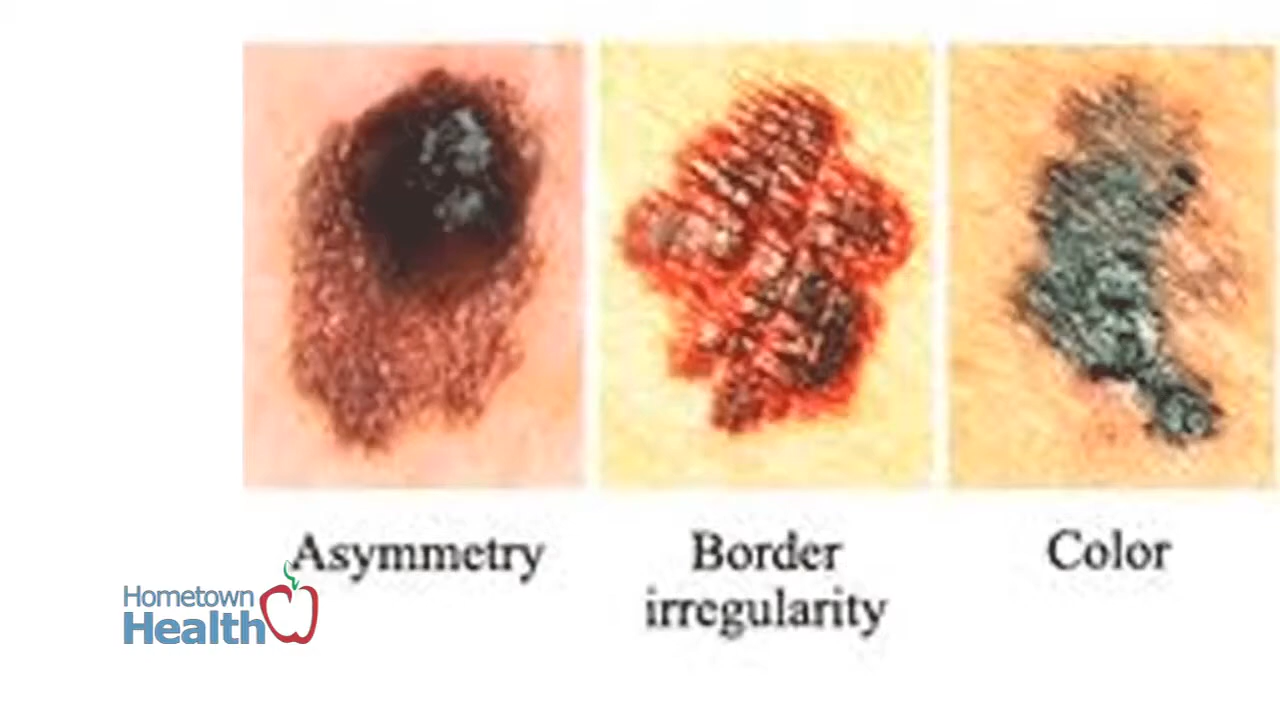 Asymmetry
Border
irregularity
Color
Hometown
Health